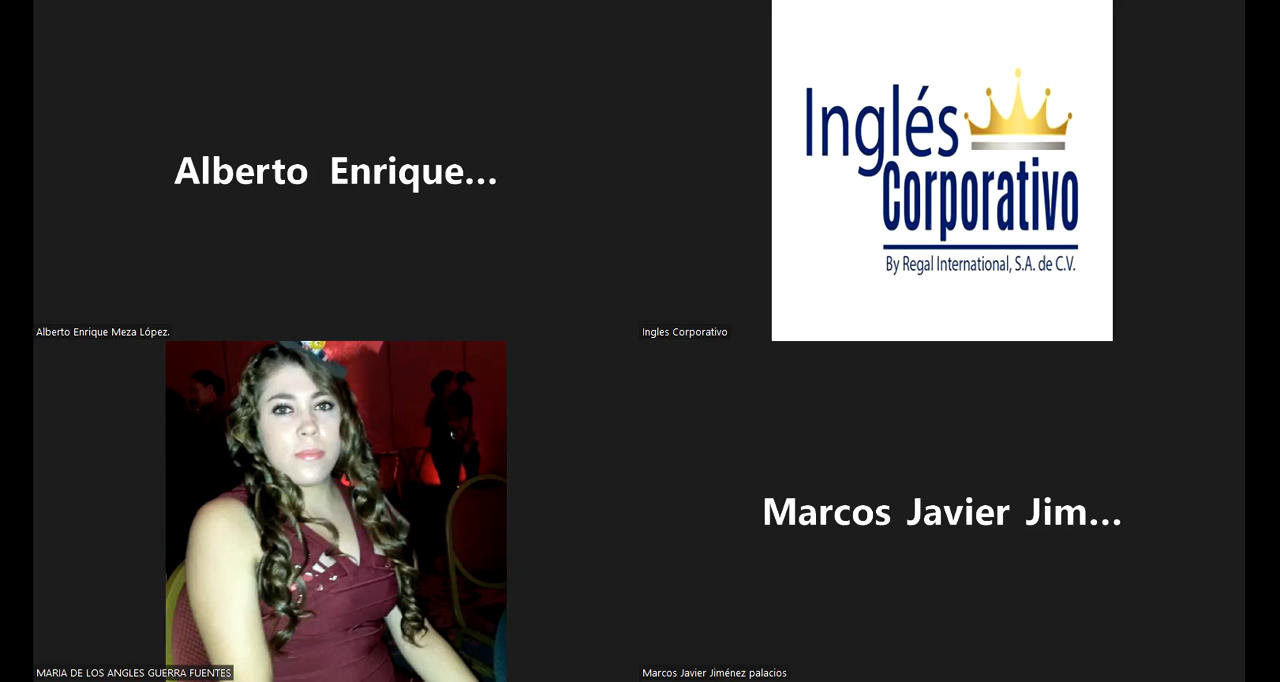 Alberto Enrique...
Alberto Enrique Meza López.
Inglés
Corporativo
By Regal International, S.A. de C.V.
Ingles Corporativo
MARIA DE LOS ANGLES GUERRA FUENTES
Marcos Javier Jim...
Marcos Javier Jiménez palacios